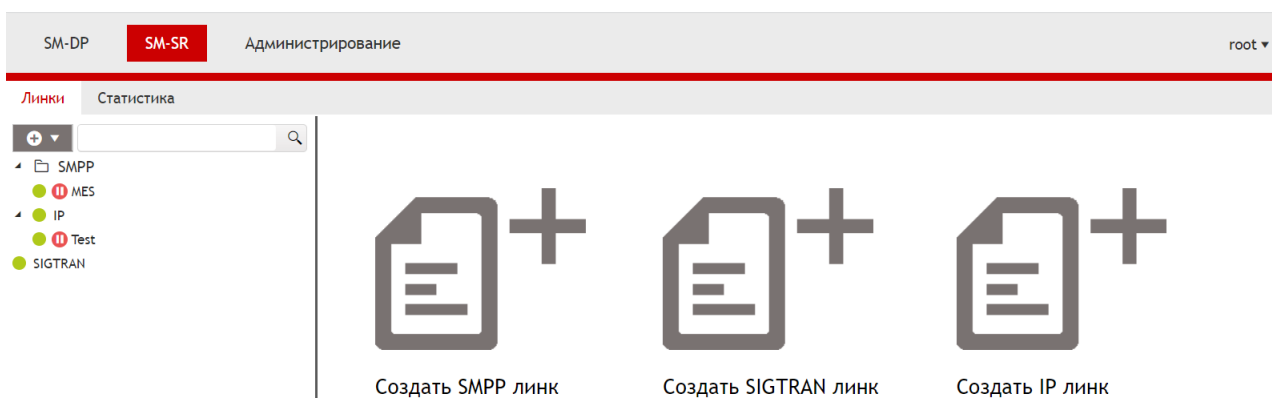 SM-DP SM-SR Администрирование root
Линки Статистика
SMPP
MES
IP
Test
SIGTRAN
Создать SMPP линк Создать SIGTRAN линк Создать IP линк